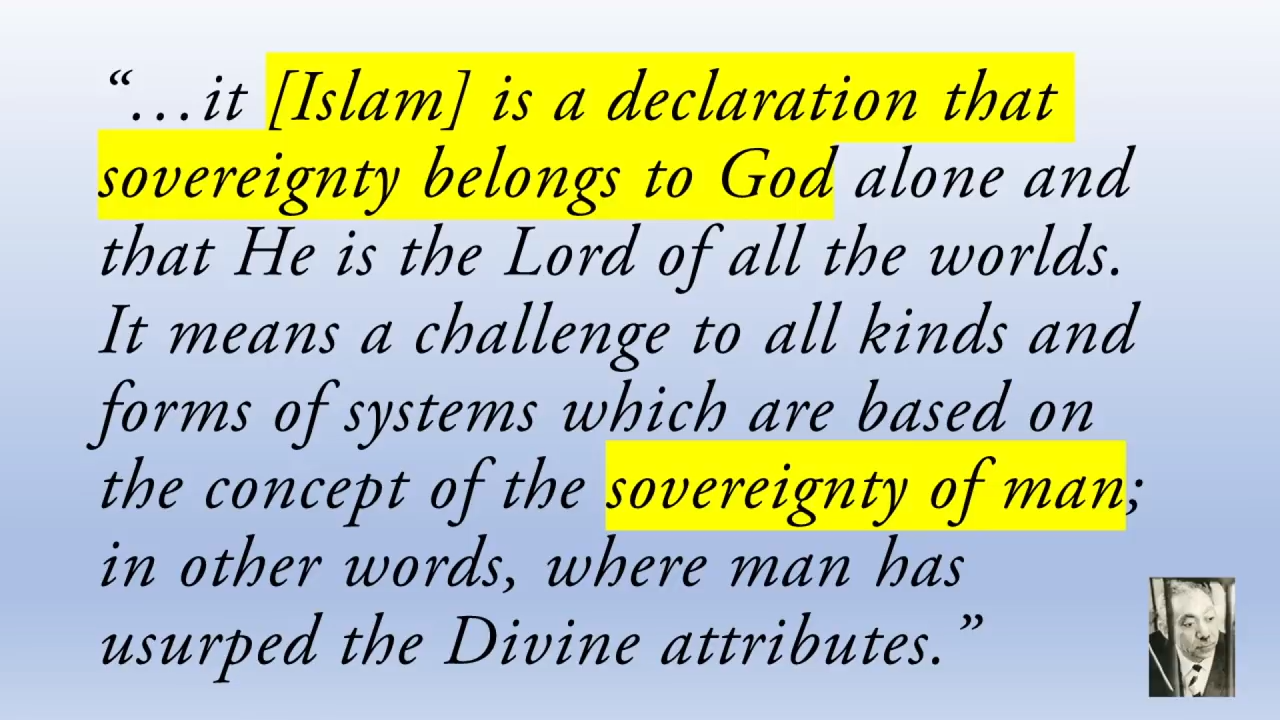 “…it [Islam] is a declaration that
sovereignty belongs to God alone and
that He is the Lord of all the worlds.
It means a challenge to all kinds and
forms of systems which are based on
the concept of the sovereignty of man;
in other words, where man has
usurped the Divine attributes.”